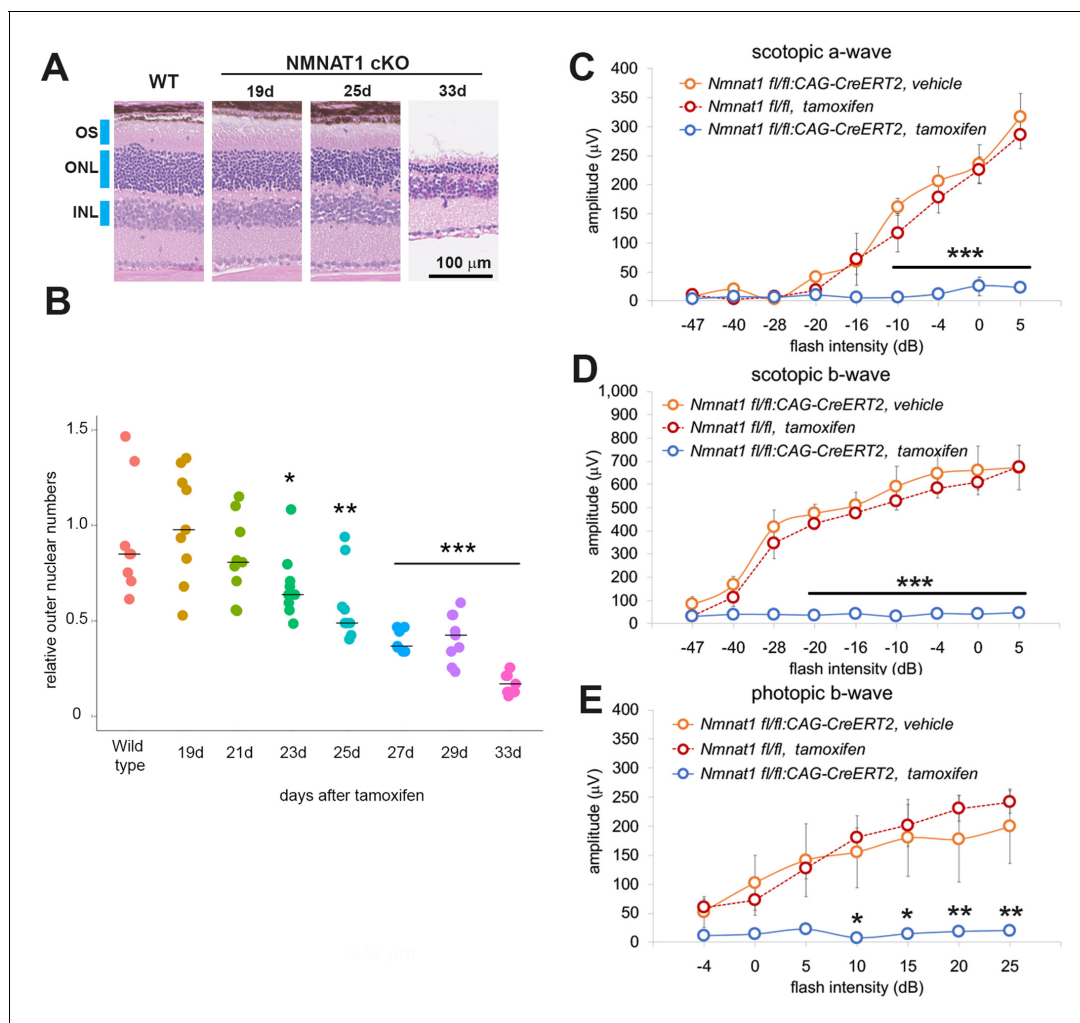 A
WT
NMNAT1 cKO
19d
25d
33d
OS
ONL
INL
100 μm
B
relative outer nuclear numbers
1.5
1.0
0.5
0
*
**
***
Wild type
19d
21d
23d
25d
27d
29d
33d
days after tamoxifen
C
scotopic a-wave
amplitude (μV)
400
350
300
250
200
150
100
50
0
Nmnat1 fl/fl:CAG-CreERT2, vehicle
Nmnat1 fl/fl, tamoxifen
Nmnat1 fl/fl:CAG-CreERT2, tamoxifen
***
-47 -40 -28 -20 -16 -10 -4 0 5
flash intensity (dB)
D
scotopic b-wave
amplitude (μV)
1,000
900
800
700
600
500
400
300
200
100
0
Nmnat1 fl/fl:CAG-CreERT2, vehicle
Nmnat1 fl/fl, tamoxifen
Nmnat1 fl/fl:CAG-CreERT2, tamoxifen
***
-47 -40 -28 -20 -16 -10 -4 0 5
flash intensity (dB)
E
photopic b-wave
amplitude (μV)
400
350
300
250
200
150
100
50
0
Nmnat1 fl/fl:CAG-CreERT2, vehicle
Nmnat1 fl/fl, tamoxifen
Nmnat1 fl/fl:CAG-CreERT2, tamoxifen
* * ** **
-4 0 5 10 15 20 25
flash intensity (dB)